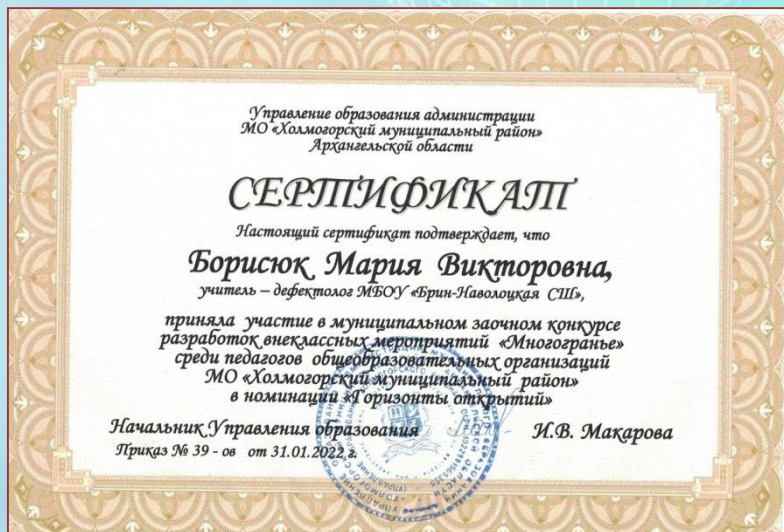 Управление образования администрации
МО «Холмогорский муниципальный район»
Архангельской области
СЕРТИФИКАТ
Настоящий сертификат подтверждает, что
Борисюк Мария Викторовна,
учитель – дефектолог МБОУ «Брин-Наволоцкая СШ»,
приняла участие в муниципальном заочном конкурсе
разработок внеклассных мероприятий «Многогранье»
среди педагогов общеобразовательных организаций
МО «Холмогорский муниципальный район»
в номинации «Горизонты открытий»
Начальник Управления образования И.В. Макарова
Приказ № 39 - ов от 31.01.2022 г.